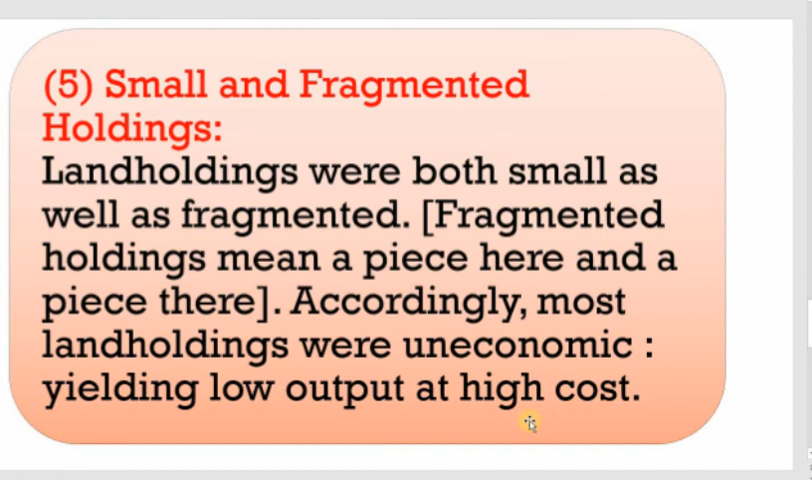 (5) Small and Fragmented
Holdings:
Landholdings were both small as
well as fragmented. [Fragmented
holdings mean a piece here and a
piece there]. Accordingly, most
landholdings were uneconomic :
yielding low output at high cost.